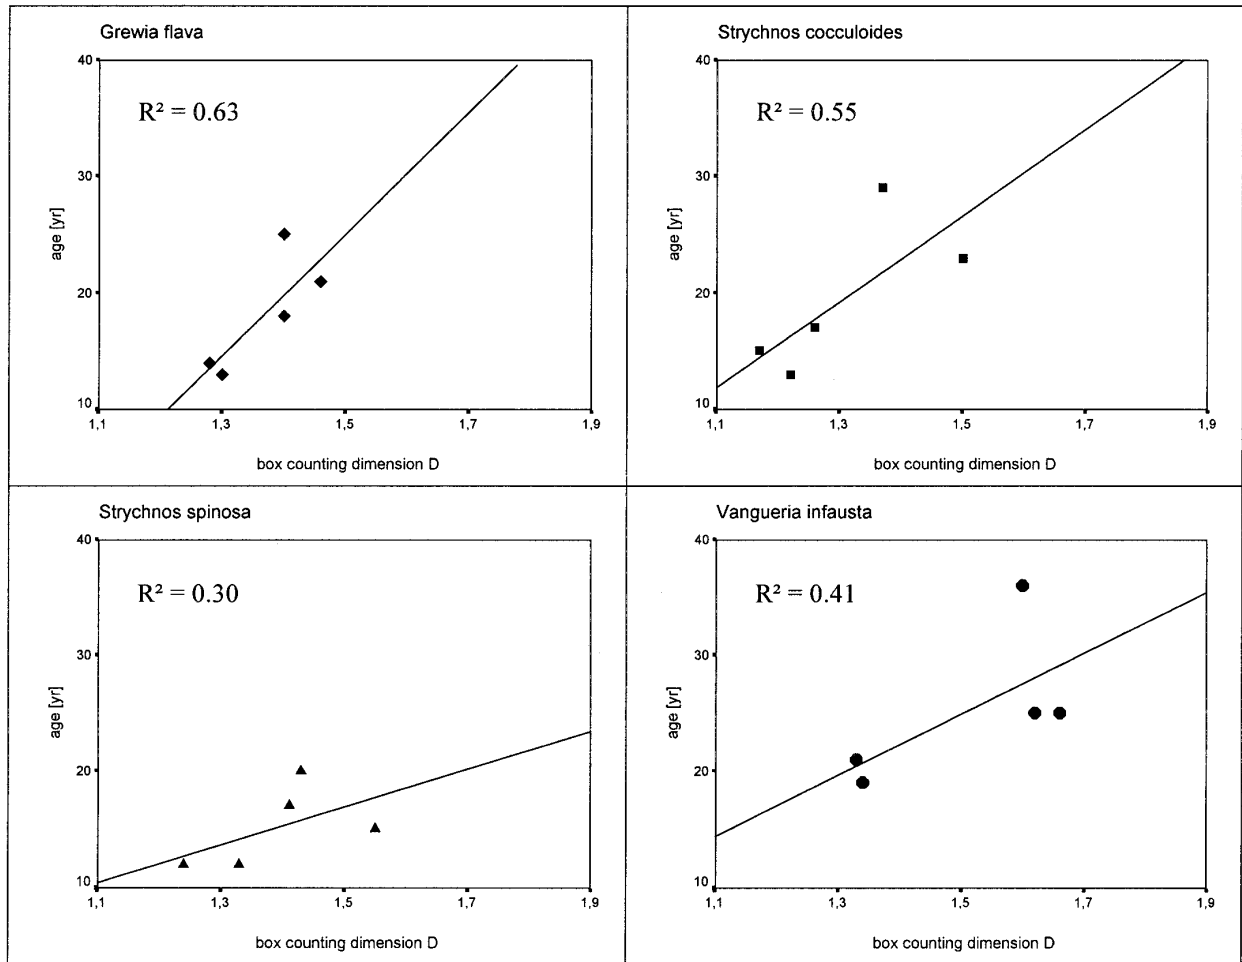 Grewia flava
R² = 0.63
40
30
20
10
age [yr]
1,1 1,3 1,5 1,7 1,9
box counting dimension D
Strychnos cocculoides
R² = 0.55
40
30
20
10
age [yr]
1,1 1,3 1,5 1,7 1,9
box counting dimension D
Strychnos spinosa
R² = 0.30
40
30
20
10
age [yr]
1,1 1,3 1,5 1,7 1,9
box counting dimension D
Vangueria infausta
R² = 0.41
40
30
20
10
age [yr]
1,1 1,3 1,5 1,7 1,9
box counting dimension D